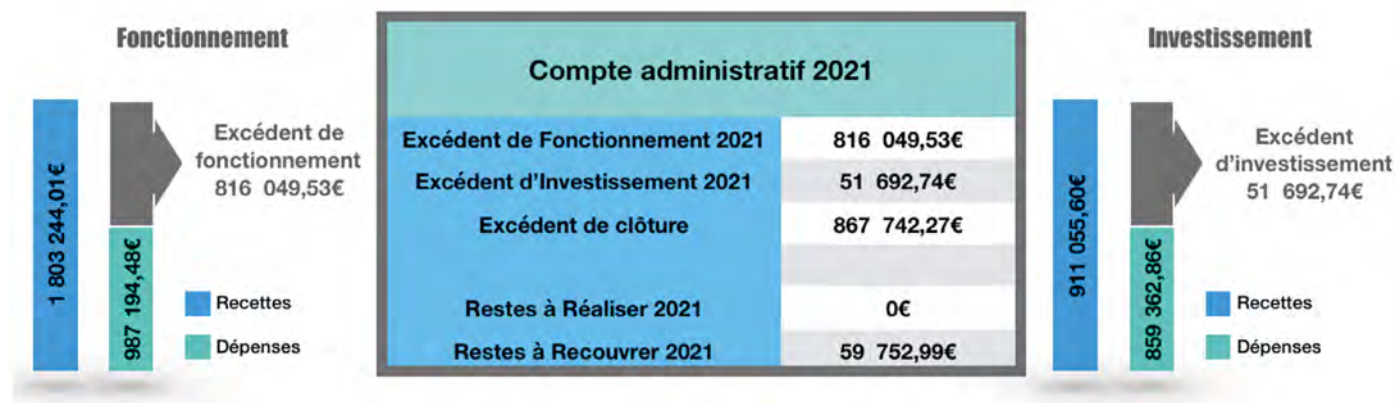 Fonctionnement
1 803 244,01€
987 194,48€
Excédent de
fonctionnement
816 049,53€
Recettes
Dépenses
Compte administratif 2021
Excédent de Fonctionnement 2021 816 049,53€
Excédent d'Investissement 2021 51 692,74€
Excédent de clôture 867 742,27€
Restes à Réaliser 2021 0€
Restes à Recouvrer 2021 59 752,99€
Investissement
911 055,60€
859 362,86€
Excédent
d'investissement
51 692,74€
Recettes
Dépenses